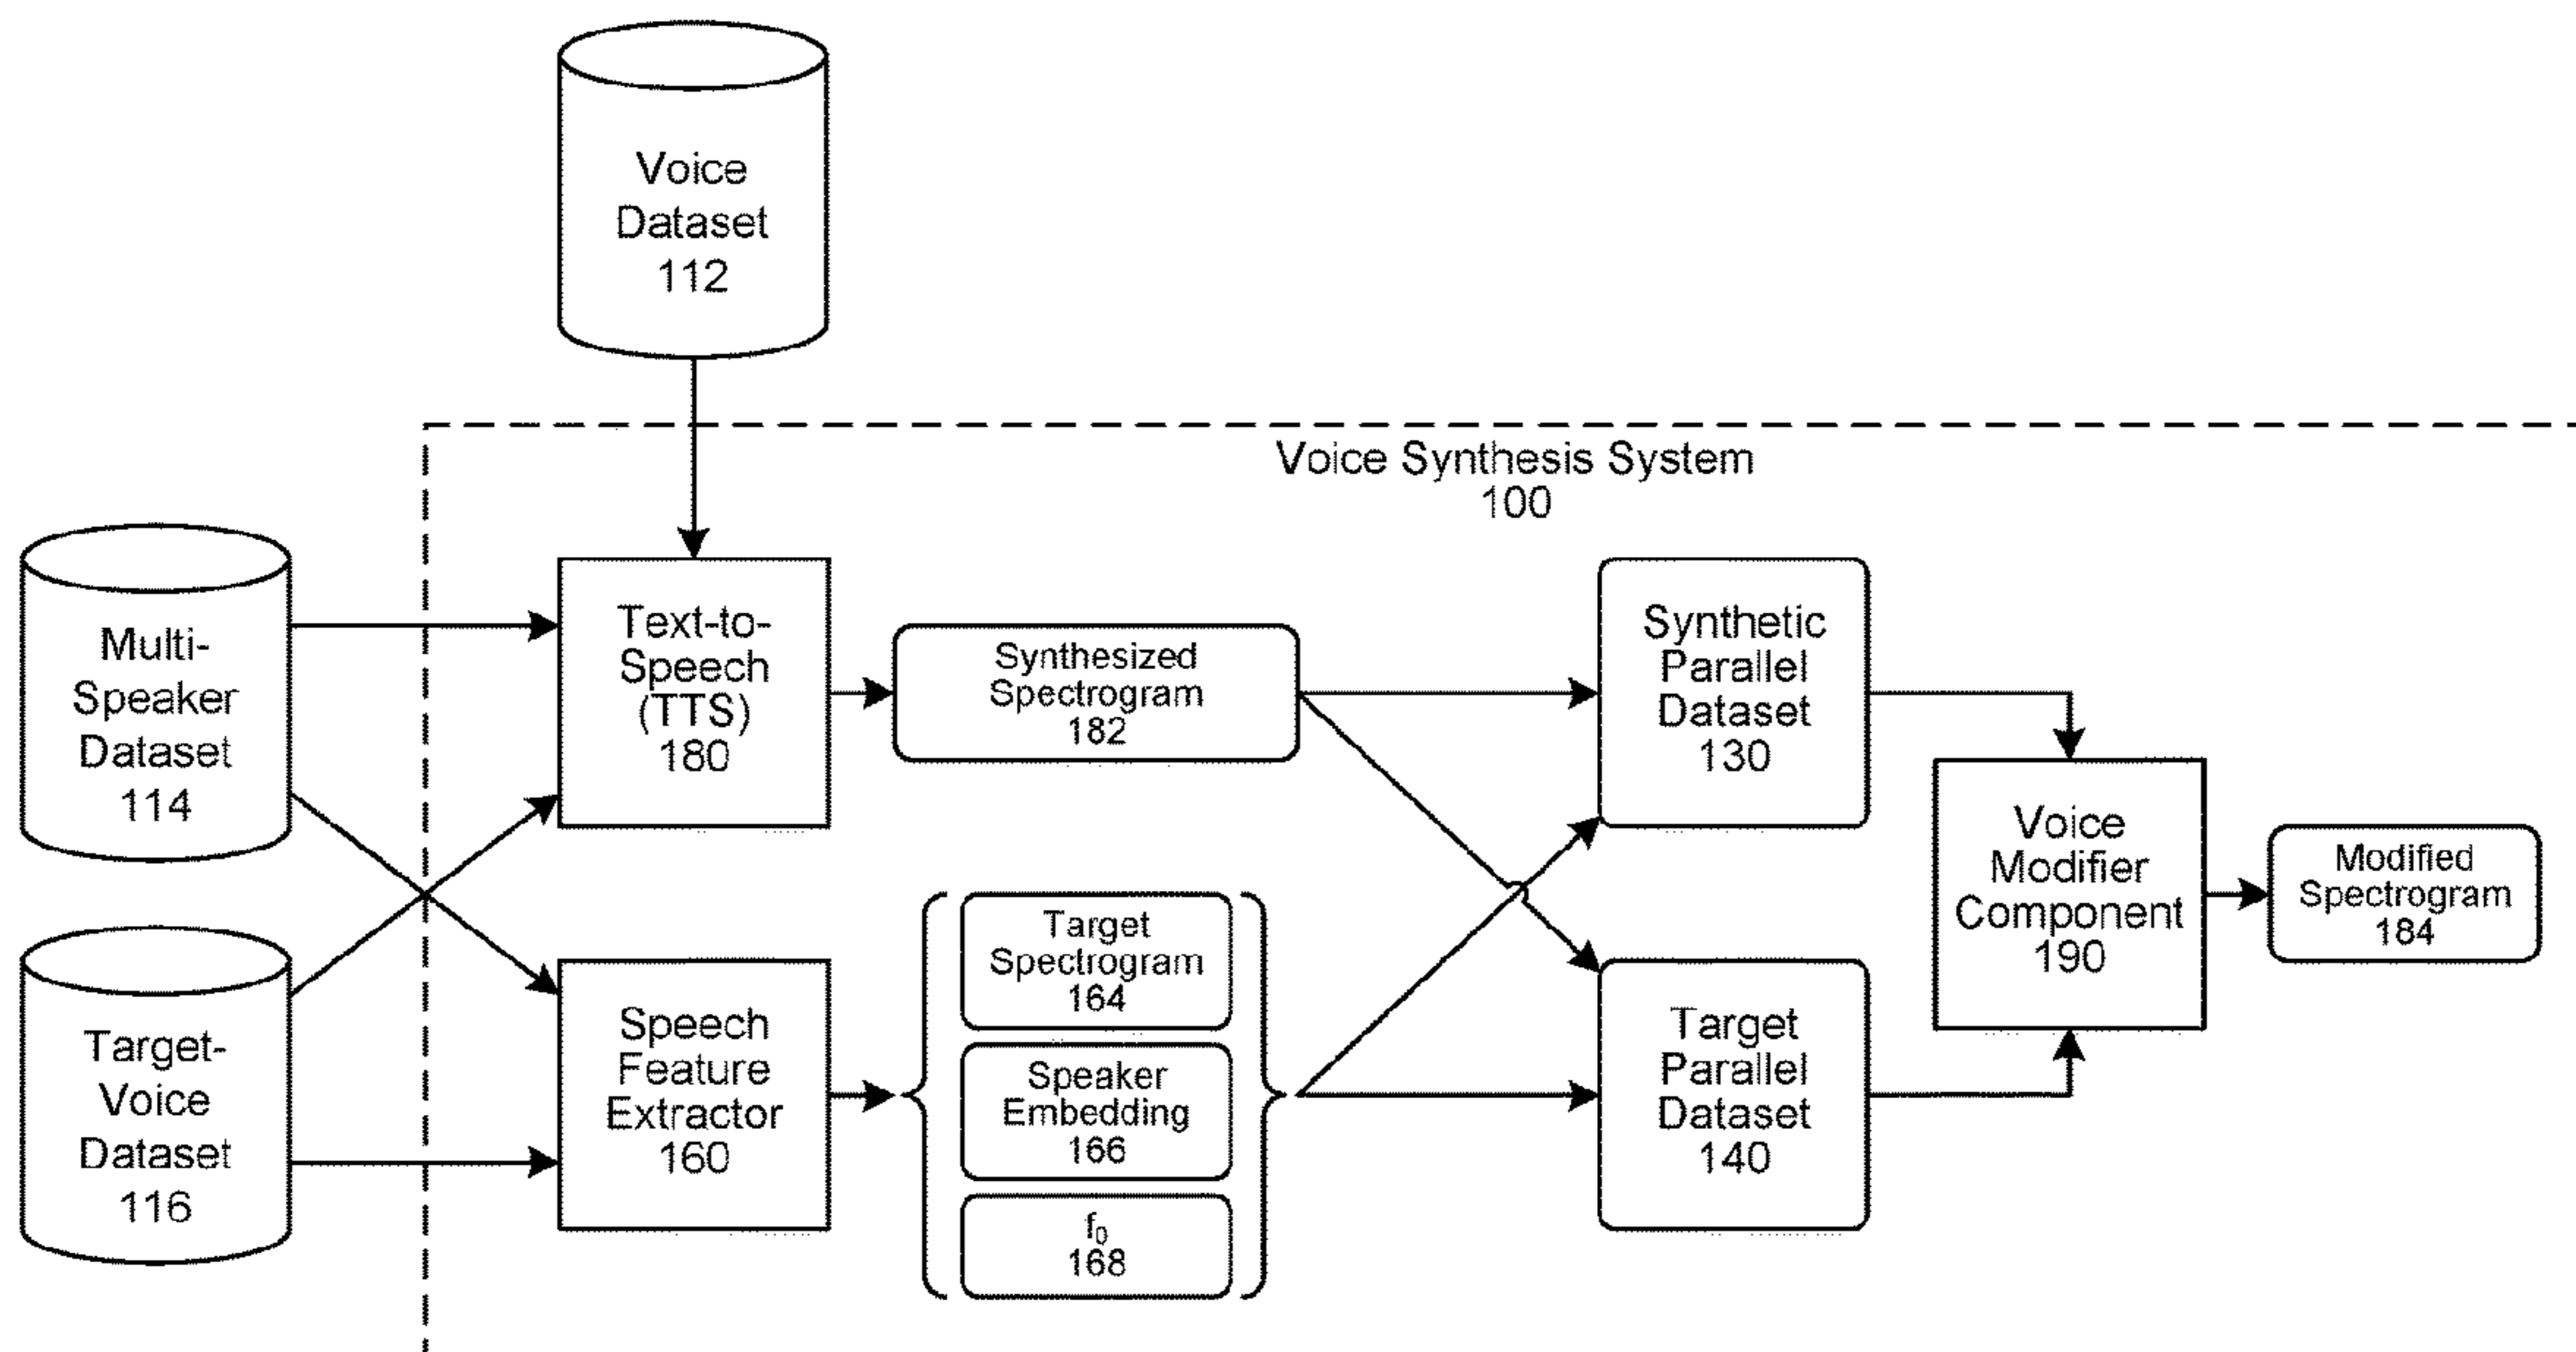 Voice
Dataset
112
Voice Synthesis System
100
Multi-
Speaker
Dataset
114
Text-to-
Speech
(TTS)
180
Synthesized
Spectrogram
182
Synthetic
Parallel
Dataset
130
Voice
Modifier
Component
190
Modified
Spectrogram
184
Target-
Voice
Dataset
116
Speech
Feature
Extractor
160
Target
Spectrogram
164
Speaker
Embedding
166
f₀
168
Target
Parallel
Dataset
140